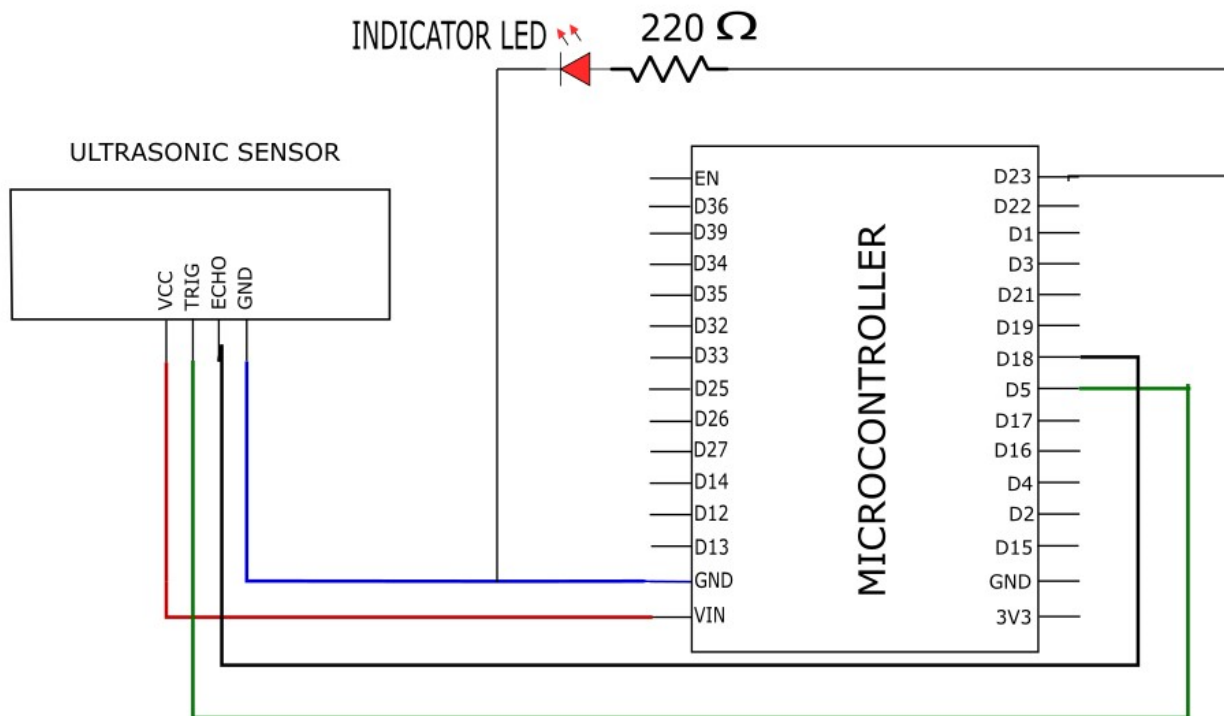 INDICATOR LED
220 Ω
ULTRASONIC SENSOR
VCC
TRIG
ECHO
GND
EN
D36
D39
D34
D35
D32
D33
D25
D26
D27
D14
D12
D13
GND
VIN
MICROCONTROLLER
D23
D22
D1
D3
D21
D19
D18
D5
D17
D16
D4
D2
D15
GND
3V3